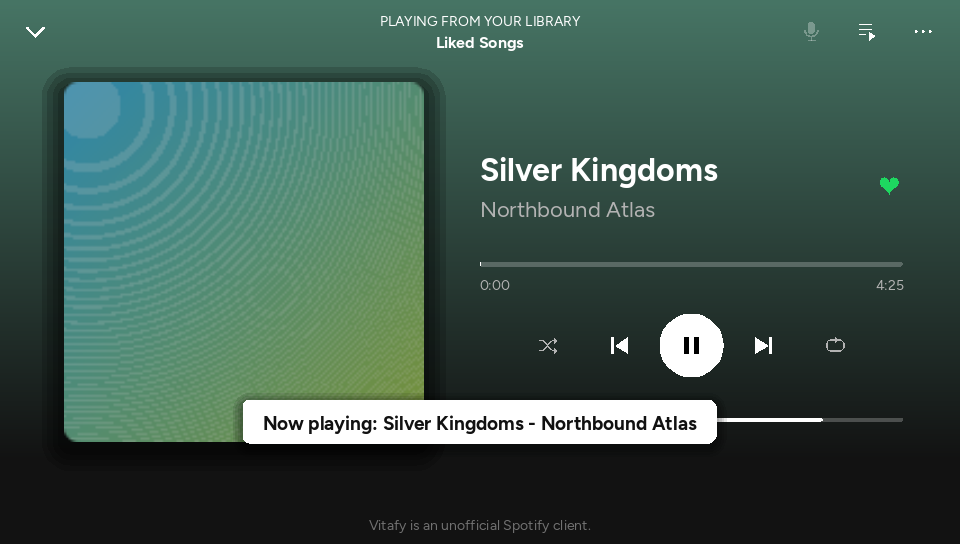 PLAYING FROM YOUR LIBRARY
Liked Songs
Silver Kingdoms
Northbound Atlas
0:00
4:25
Now playing: Silver Kingdoms - Northbound Atlas
Vitafy is an unofficial Spotify client.